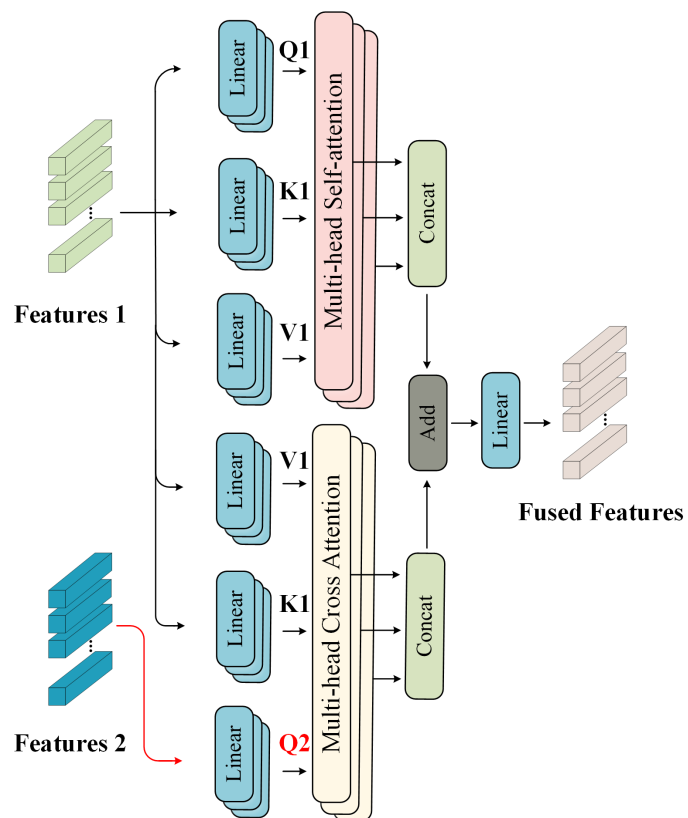 Linear
Q1
Linear
K1
Linear
V1
Multi-head Self-attention
Concat
Features 1
Linear
V1
Linear
K1
Linear
Q2
Multi-head Cross Attention
Concat
Features 2
Add
Linear
Fused Features